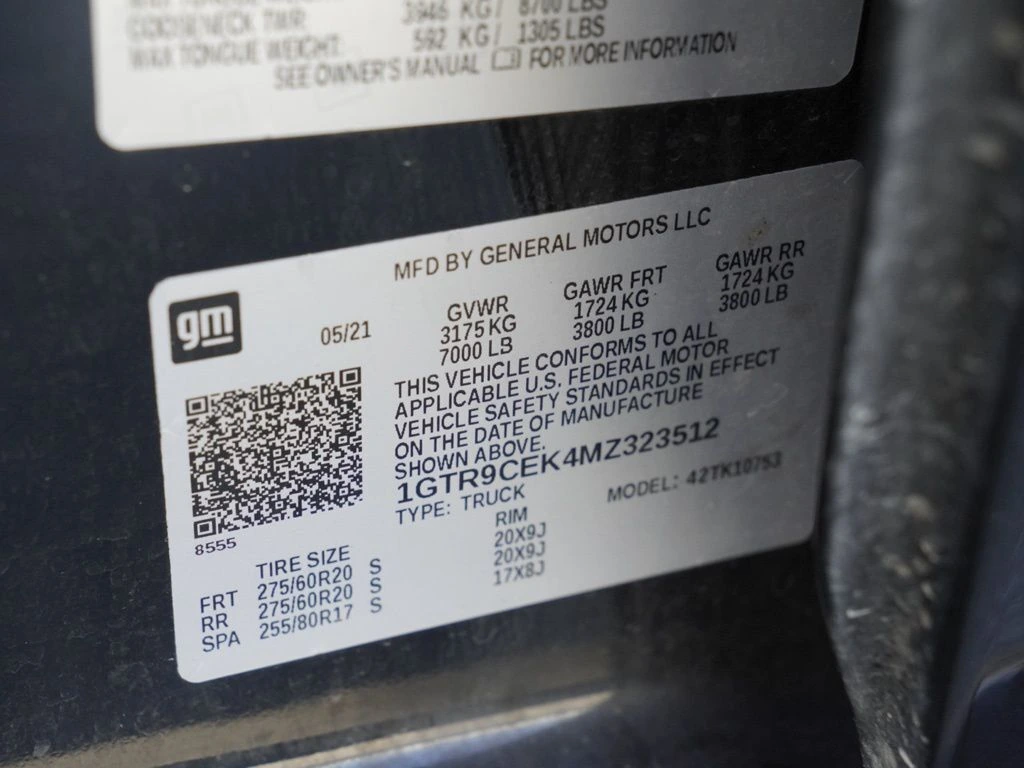 3946 KG/ 8700 LBS
GOOSENECK TWR:
592 KG/ 1305 LBS
MAX TONGUE WEIGHT:
SEE OWNER'S MANUAL FOR MORE INFORMATION
MFD BY GENERAL MOTORS LLC
gm
05/21
GVWR GAWR FRT GAWR RR
3175 KG 1724 KG 1724 KG
7000 LB 3800 LB 3800 LB
THIS VEHICLE CONFORMS TO ALL
APPLICABLE U.S. FEDERAL MOTOR
VEHICLE SAFETY STANDARDS IN EFFECT
ON THE DATE OF MANUFACTURE
SHOWN ABOVE.
1GTR9CEK4MZ323512
TYPE: TRUCK MODEL: 42TK10753
8555
TIRE SIZE RIM
FRT 275/60R20 S 20X9J
RR 275/60R20 S 20X9J
SPA 255/80R17 S 17X8J